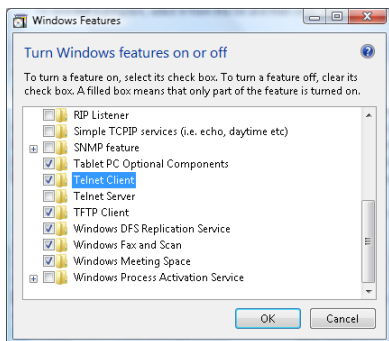 Windows Features
Turn Windows features on or off
To turn a feature on, select its check box. To turn a feature off, clear its
check box. A filled box means that only part of the feature is turned on.
RIP Listener
Simple TCPIP services (i.e. echo, daytime etc)
SNMP feature
Tablet PC Optional Components
Telnet Client
Telnet Server
TFTP Client
Windows DFS Replication Service
Windows Fax and Scan
Windows Meeting Space
Windows Process Activation Service
OK Cancel